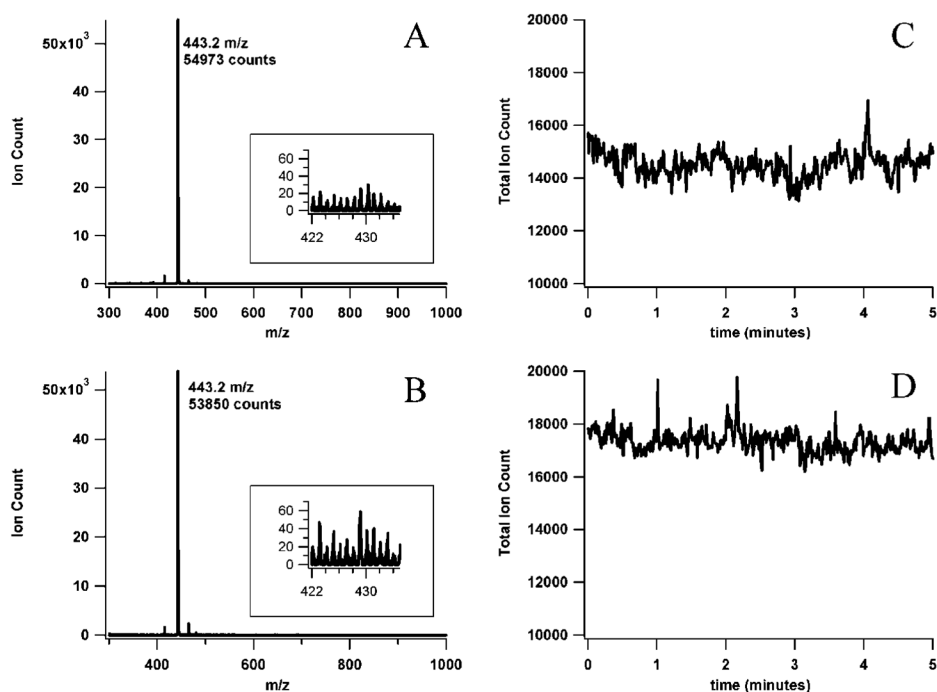 A
443.2 m/z
54973 counts
50x10³
40
30
20
10
0
Ion Count
300 400 500 600 700 800 900 1000
m/z
60
40
20
0
422 430
C
20000
18000
16000
14000
12000
10000
Total Ion Count
0 1 2 3 4 5
time (minutes)
B
443.2 m/z
53850 counts
50x10³
40
30
20
10
0
Ion Count
400 600 800 1000
m/z
60
40
20
0
422 430
D
20000
18000
16000
14000
12000
10000
Total Ion Count
0 1 2 3 4 5
time (minutes)